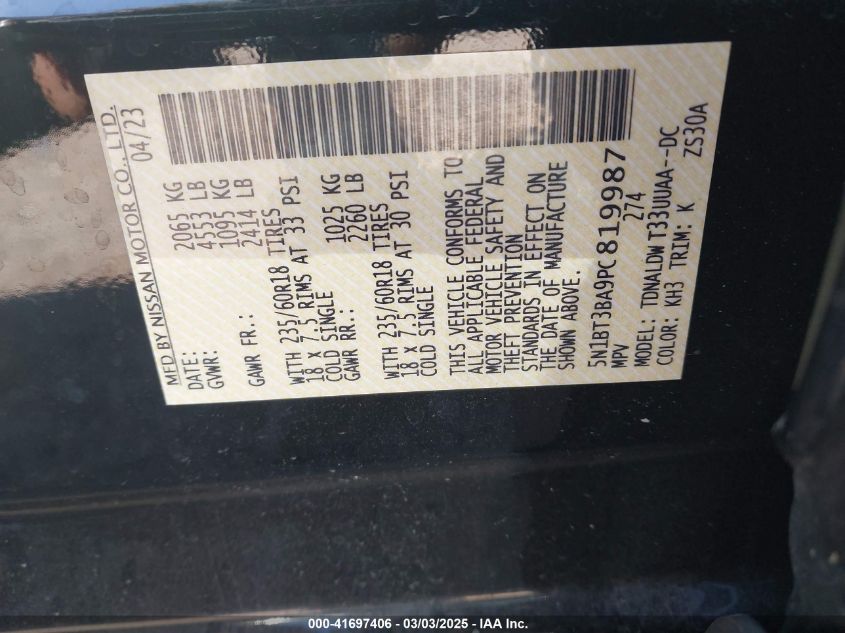 MFD BY NISSAN MOTOR CO., LTD.
DATE: 04/23
GVWR: 2065 KG
4553 LB
GAWR FR.: 1095 KG
2414 LB
WITH 235/60R18 TIRES
18 x 7.5 RIMS AT 33 PSI
COLD SINGLE
GAWR RR.: 1025 KG
2260 LB
WITH 235/60R18 TIRES
18 x 7.5 RIMS AT 30 PSI
COLD SINGLE
THIS VEHICLE CONFORMS TO
ALL APPLICABLE FEDERAL
MOTOR VEHICLE SAFETY AND
THEFT PREVENTION
STANDARDS IN EFFECT ON
THE DATE OF MANUFACTURE
SHOWN ABOVE.
5N1BT3BA9PC819987
MPV 274
MODEL: TDNALDW T33UUAA--DC
COLOR: KH3 TRIM: K ZS30A
000-41697406 - 03/03/2025 - IAA Inc.